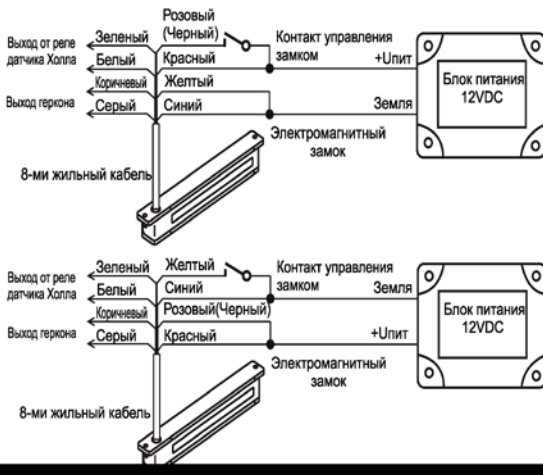 Розовый
Зеленый (Черный) Контакт управления
Выход от реле замком
датчика Холла Белый Красный +Uпит
Коричневый Желтый Блок питания
12VDC
Выход геркона Серый Синий Земля
Электромагнитный
замок
8-ми жильный кабель
Зеленый Желтый Контакт управления
Выход от реле замком
датчика Холла Белый Синий Земля
Коричневый Розовый(Черный) Блок питания
12VDC
Выход геркона Серый Красный +Uпит
Электромагнитный
замок
8-ми жильный кабель